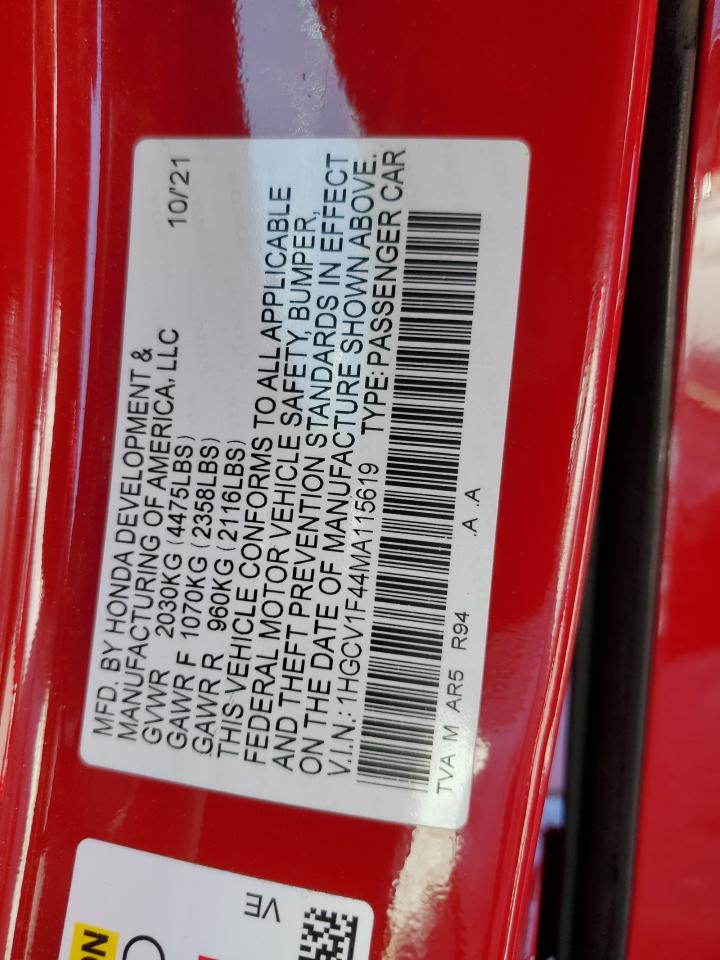 MFD. BY HONDA DEVELOPMENT &
MANUFACTURING OF AMERICA, LLC 10/'21
GVWR 2030KG (4475LBS)
GAWR F 1070KG (2358LBS)
GAWR R 960KG (2116LBS)
THIS VEHICLE CONFORMS TO ALL APPLICABLE
FEDERAL MOTOR VEHICLE SAFETY, BUMPER,
AND THEFT PREVENTION STANDARDS IN EFFECT
ON THE DATE OF MANUFACTURE SHOWN ABOVE.
V.I.N.: 1HGCV1F44MA115619 TYPE: PASSENGER CAR
TVA M AR5 R94 .A .A
VE